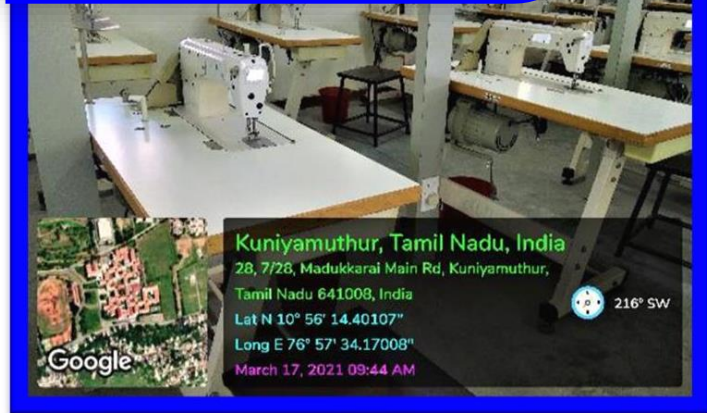 Kuniyamuthur, Tamil Nadu, India
28, 7/28, Madukkarai Main Rd, Kuniyamuthur,
Tamil Nadu 641008, India
Lat N 10° 56' 14.40107"
Long E 76° 57' 34.17008"
March 17, 2021 09:44 AM
216° SW
Google